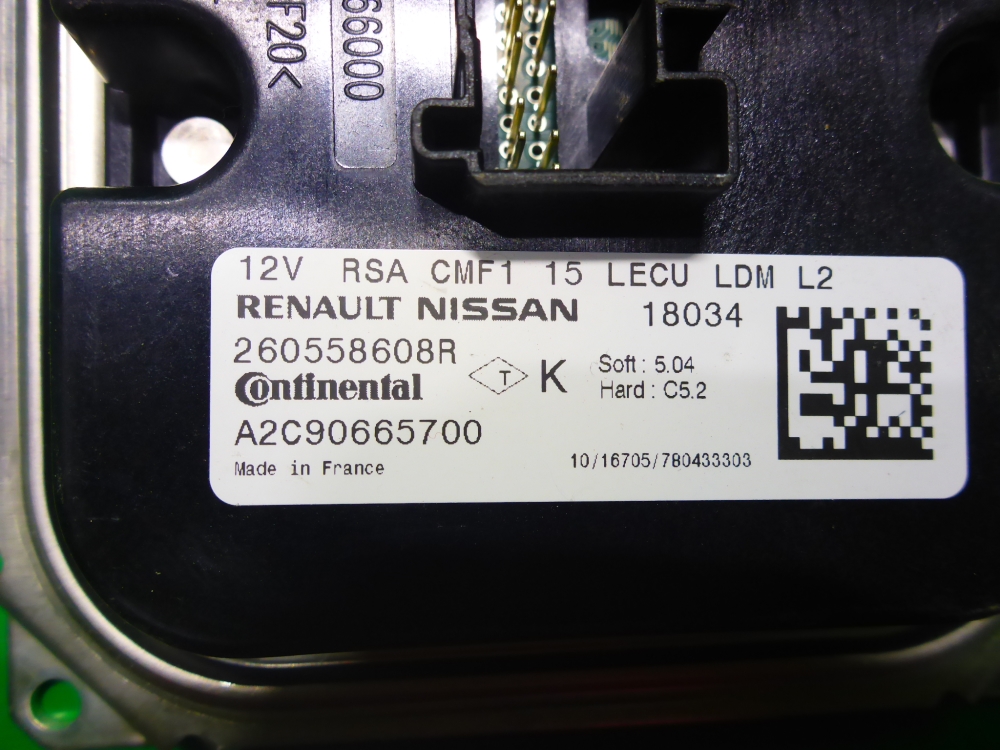 66000
F20<
12V RSA CMF1 15 LECU LDM L2
RENAULT NISSAN 18034
260558608R
Continental
T K
Soft : 5.04
Hard : C5.2
A2C90665700
Made in France
10/16705/780433303